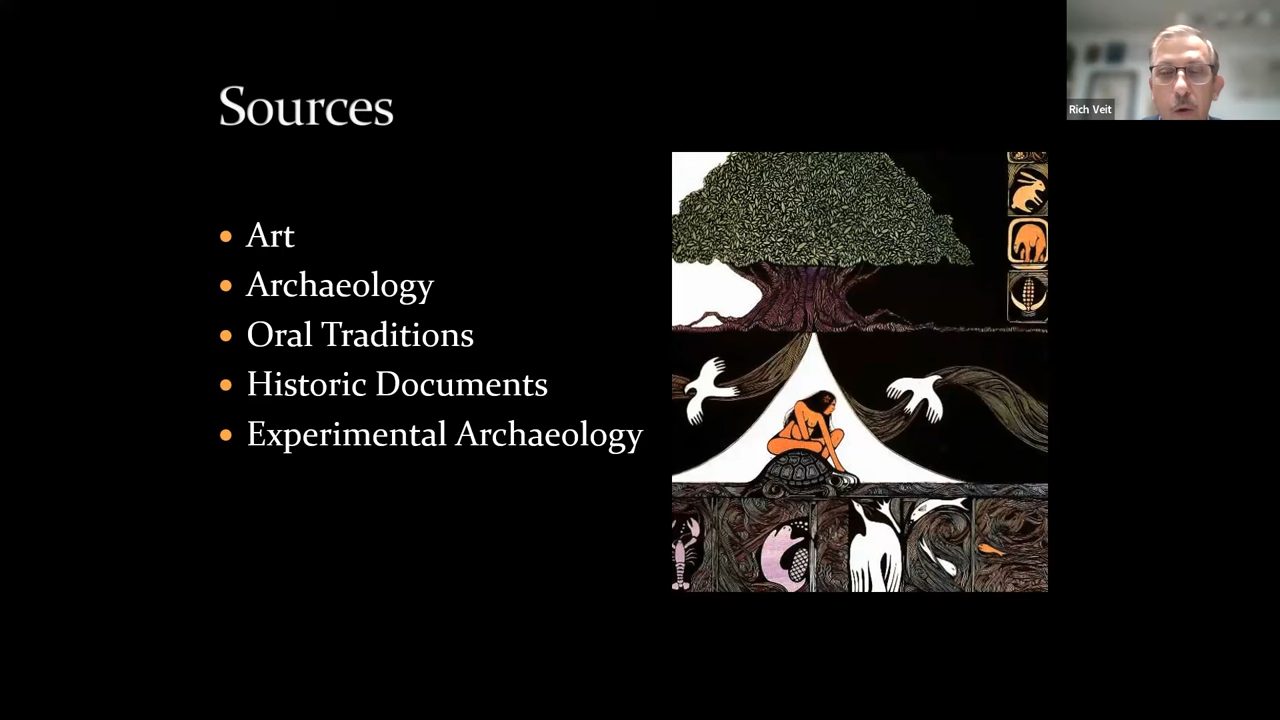 Sources
Rich Veit
Art
Archaeology
Oral Traditions
Historic Documents
Experimental Archaeology